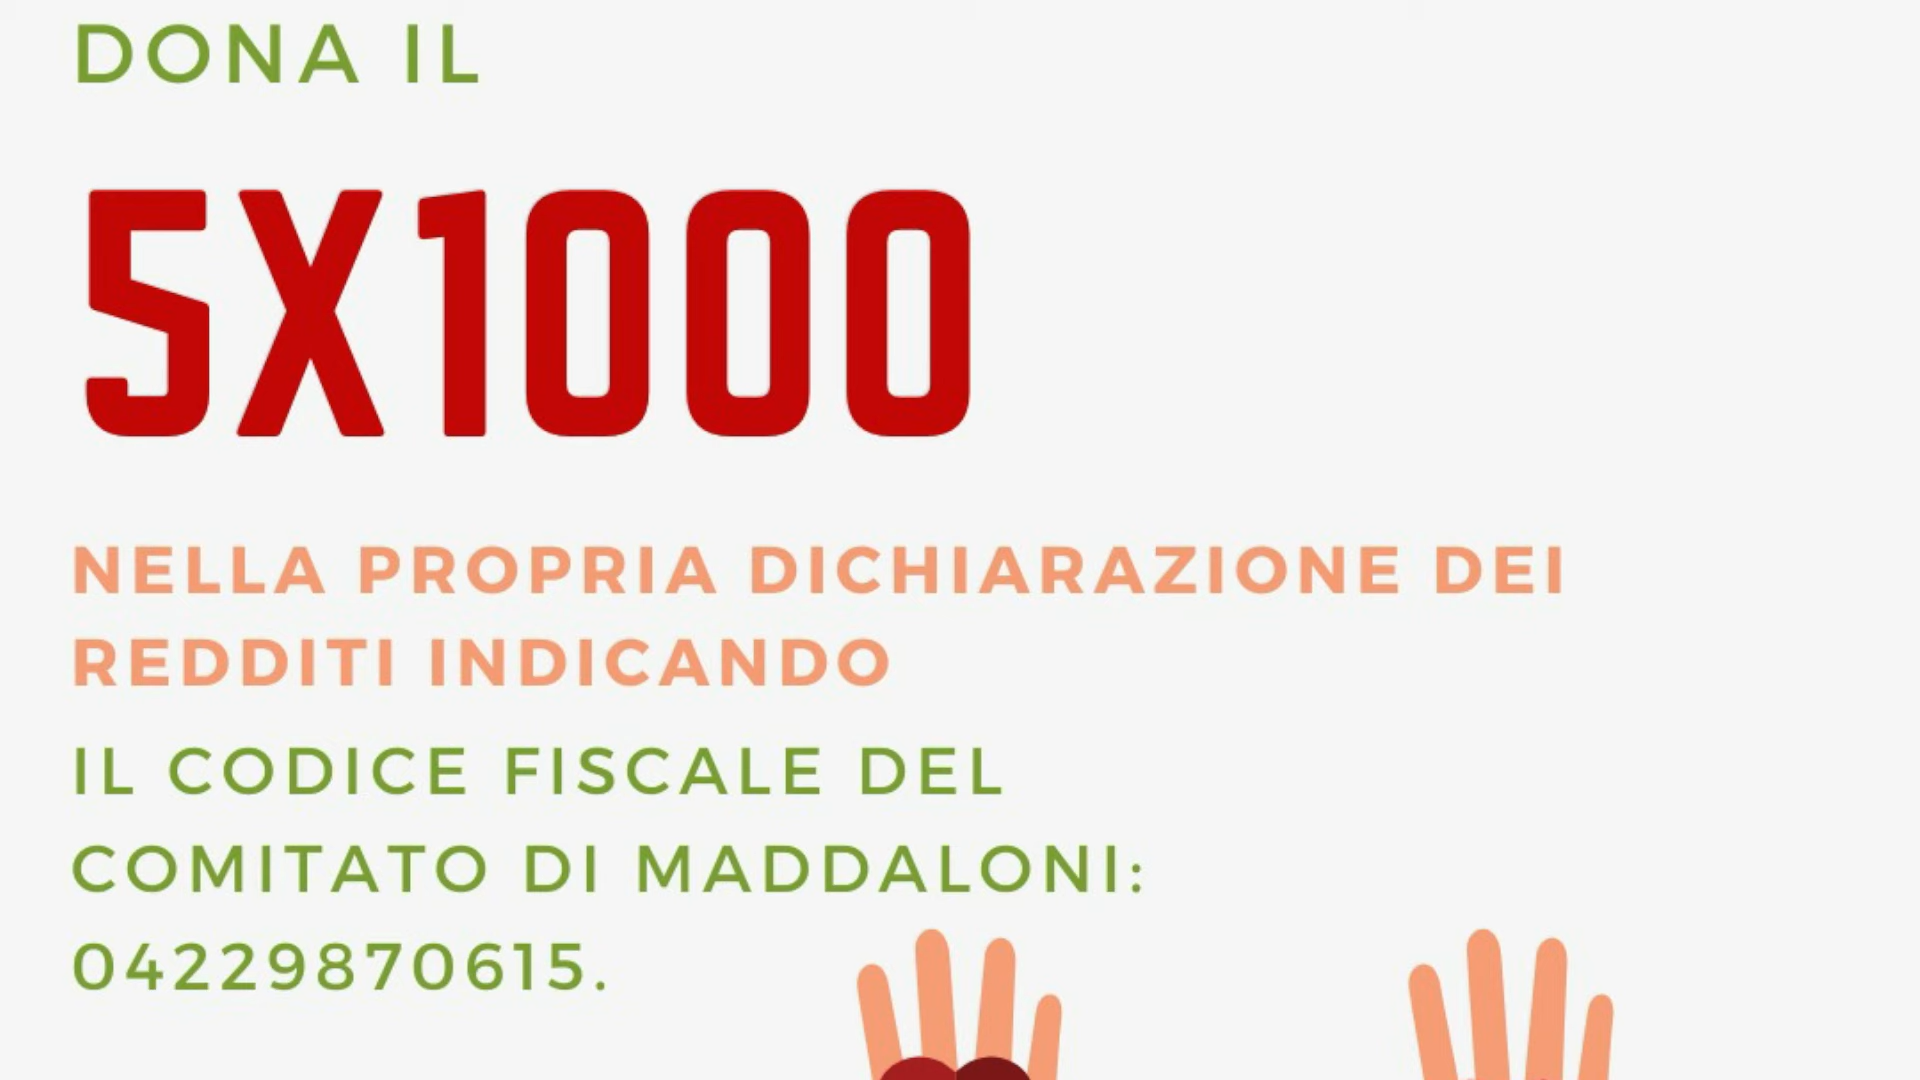 DONA IL
5X1000
NELLA PROPRIA DICHIARAZIONE DEI
REDDITI INDICANDO
IL CODICE FISCALE DEL
COMITATO DI MADDALONI:
04229870615.